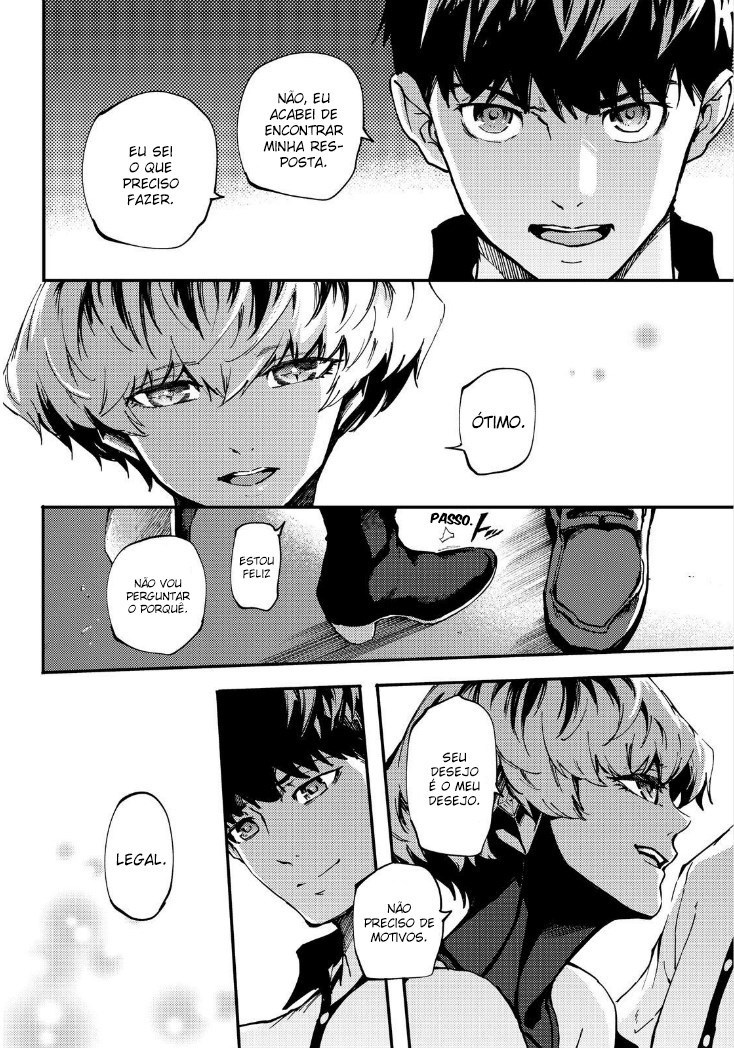 NÃO, EU
ACABEI DE
ENCONTRAR
MINHA RES-
POSTA.
EU SEI
O QUE
PRECISO
FAZER.
ÓTIMO.
PASSO.
ESTOU
FELIZ
NÃO VOU
PERGUNTAR
O PORQUÊ.
SEU
DESEJO
É O MEU
DESEJO.
NÃO
PRECISO DE
MOTIVOS.
LEGAL.